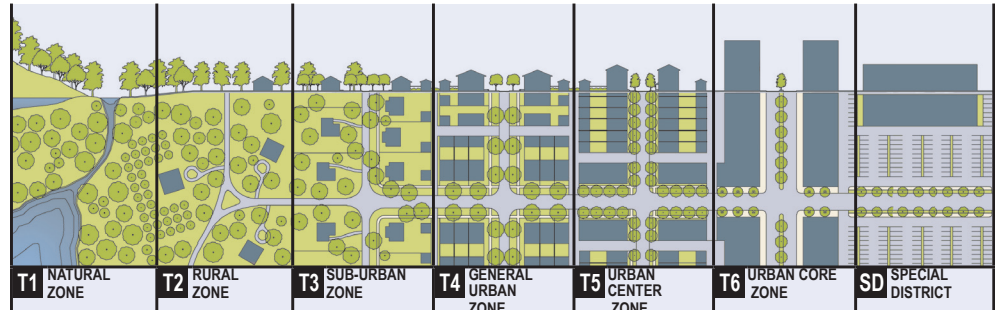 T1 NATURAL
ZONE
T2 RURAL
ZONE
T3 SUB-URBAN
ZONE
T4 GENERAL
URBAN
ZONE
T5 URBAN
CENTER
ZONE
T6 URBAN CORE
ZONE
SD SPECIAL
DISTRICT